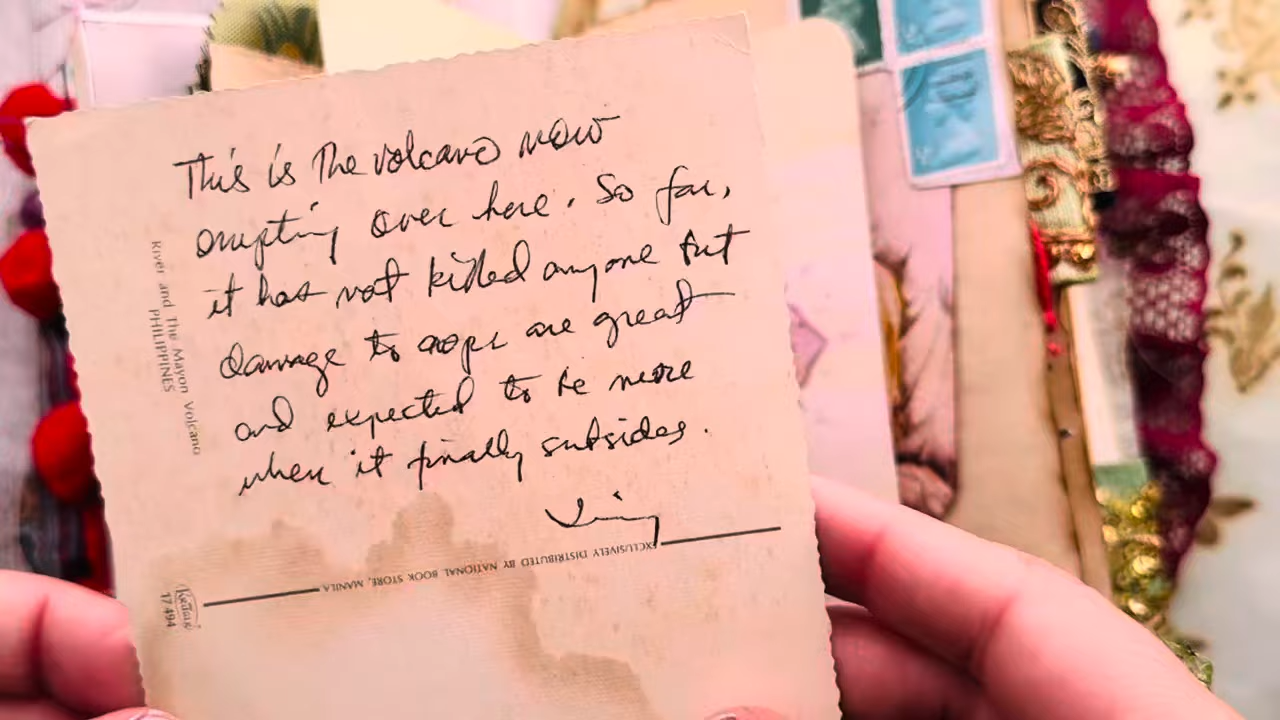 This is The volcano now
erupting over here. So far,
it has not killed anyone but
damage to crops are great
and expected to be more
when it finally subsides.
River and The Mayon Volcano
PHILIPPINES
EXCLUSIVELY DISTRIBUTED BY NATIONAL BOOK STORE, MANILA
17 494